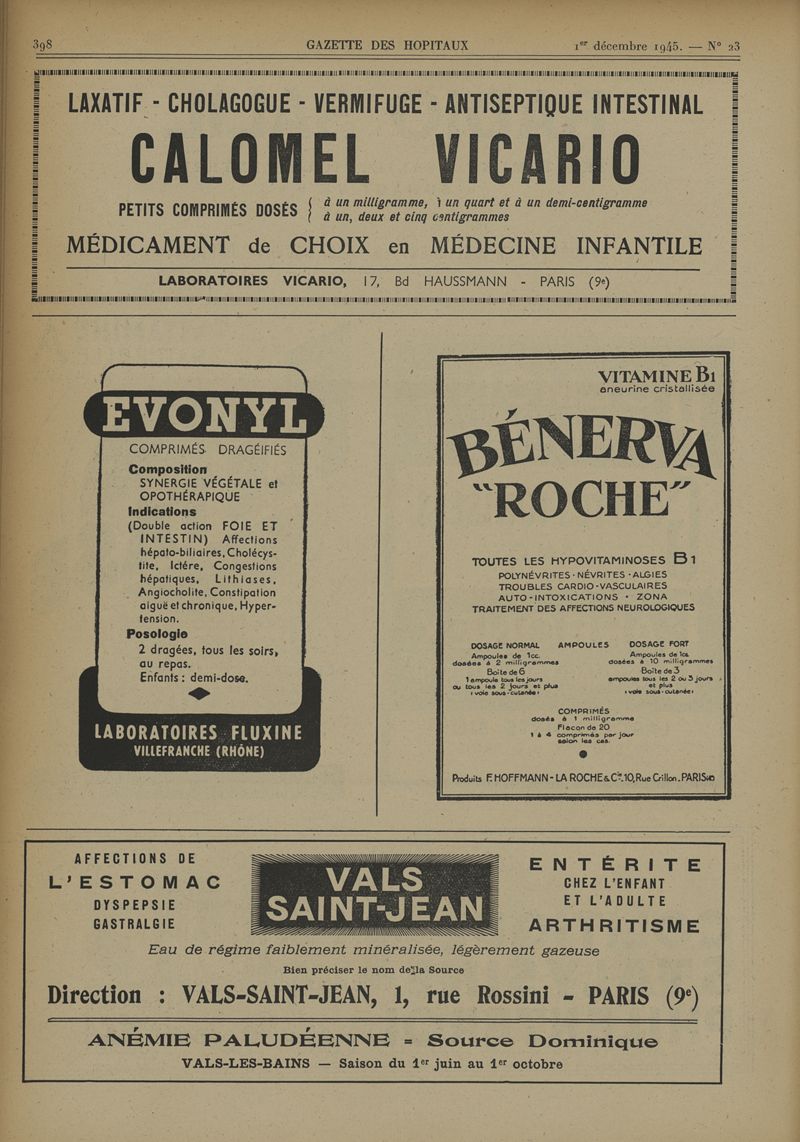 398 GAZETTE DES HOPITAUX 1er décembre 1945. — N° 23
LAXATIF - CHOLAGOGUE - VERMIFUGE - ANTISEPTIQUE INTESTINAL
CALOMEL VICARIO
PETITS COMPRIMÉS DOSÉS
à un milligramme, à un quart et à un demi-centigramme
à un, deux et cinq centigrammes
MÉDICAMENT de CHOIX en MÉDECINE INFANTILE
LABORATOIRES VICARIO, 17, Bd HAUSSMANN - PARIS (9e)
EVONYL
COMPRIMÉS DRAGÉIFIÉS
Composition
SYNERGIE VÉGÉTALE et
OPOTHÉRAPIQUE
Indications
(Double action FOIE ET
INTESTIN) Affections
hépato-biliaires, Cholécys-
tite, Ictére, Congestions
hépatiques, Lithiases,
Angiocholite, Constipation
aiguë et chronique, Hyper-
tension.
Posologie
2 dragées, tous les soirs,
au repas.
Enfants : demi-dose.
LABORATOIRES FLUXINE
VILLEFRANCHE (RHÔNE)
VITAMINE B1
aneurine cristallisée
BÉNERVA
"ROCHE"
TOUTES LES HYPOVITAMINOSES B1
POLYNÉVRITES · NÉVRITES · ALGIES
TROUBLES CARDIO-VASCULAIRES
AUTO-INTOXICATIONS · ZONA
TRAITEMENT DES AFFECTIONS NEUROLOGIQUES
DOSAGE NORMAL AMPOULES DOSAGE FORT
Ampoules de 1cc.
dosées à 2 milligrammes
Boîte de 6
1 ampoule tous les jours
ou tous les 2 jours et plus
(voie sous-cutanée)
Ampoules de 1cc
dosées à 10 milligrammes
Boîte de 3
ampoules tous les 2 ou 3 jours
et plus
(voie sous-cutanée)
COMPRIMÉS
dosés à 1 milligramme
Flacon de 20
1 à 4 comprimés par jour
selon les cas.
Produits F. HOFFMANN-LA ROCHE & Cie. 10, Rue Crillon. PARIS
AFFECTIONS DE
L'ESTOMAC
DYSPEPSIE
GASTRALGIE
VALS
SAINT-JEAN
ENTÉRITE
CHEZ L'ENFANT
ET L'ADULTE
ARTHRITISME
Eau de régime faiblement minéralisée, légèrement gazeuse
Bien préciser le nom de la Source
Direction : VALS-SAINT-JEAN, 1, rue Rossini - PARIS (9e)
ANÉMIE PALUDÉENNE = Source Dominique
VALS-LES-BAINS — Saison du 1er juin au 1er octobre